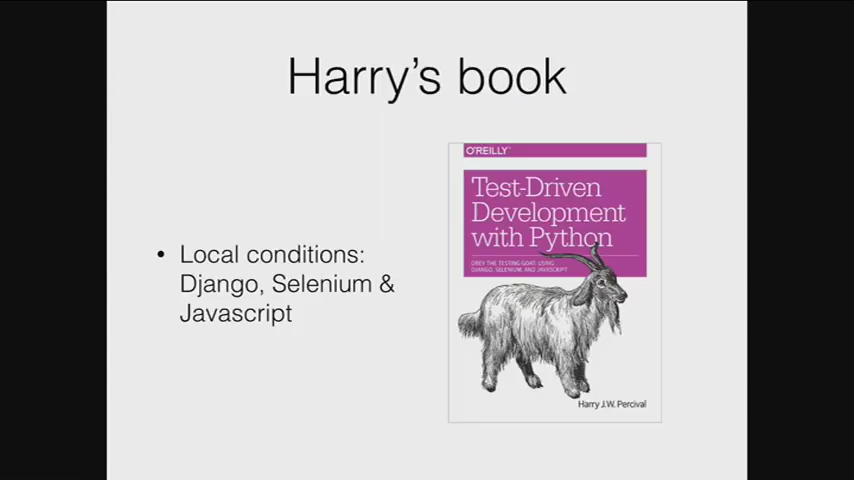 Harry's book
• Local conditions:
Django, Selenium &
Javascript
O'REILLY™
Test-Driven
Development
with Python
OBEY THE TESTING GOAT: USING
DJANGO, SELENIUM, AND JAVASCRIPT
Harry J.W. Percival